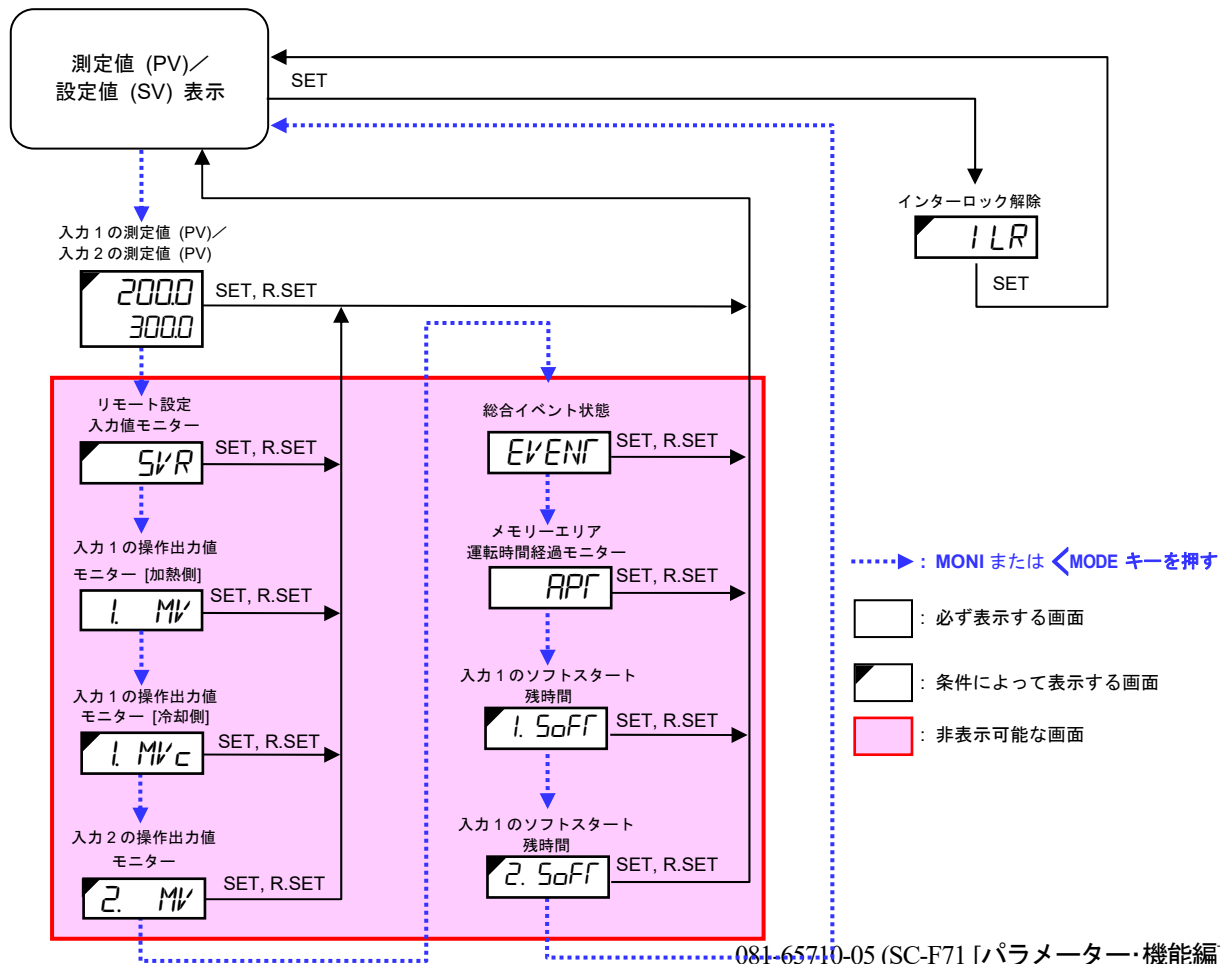 測定値 (PV)／
設定値 (SV) 表示
SET
インターロック解除
ILR
SET
入力１の測定値 (PV)／
入力２の測定値 (PV)
200.0
300.0
SET, R.SET
リモート設定
入力値モニター
SVR
SET, R.SET
入力１の操作出力値
モニター [加熱側]
1. MV
SET, R.SET
入力１の操作出力値
モニター [冷却側]
1. MVc
SET, R.SET
入力２の操作出力値
モニター
2. MV
SET, R.SET
総合イベント状態
EVENT
SET, R.SET
メモリーエリア
運転時間経過モニター
APT
SET, R.SET
入力１のソフトスタート
残時間
1. SoFT
SET, R.SET
入力１のソフトスタート
残時間
2. SoFT
SET, R.SET
: MONI または <MODE キーを押す
: 必ず表示する画面
: 条件によって表示する画面
: 非表示可能な画面
081-65710-05 (SC-F71 [パラメーター･機能編]